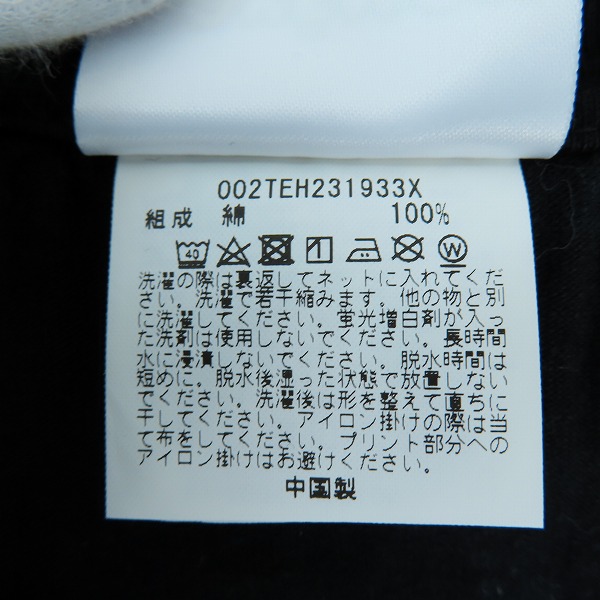 002TEH231933X
組成 綿 100%
40 W
洗濯の際は裏返してネットに入れてくだ
さい。洗濯で若干縮みます。他の物と別
に洗濯してください。蛍光増白剤が入っ
た洗剤は使用しないでください。長時間
水に浸漬しないでください。脱水時間は
短めに。脱水後湿った状態で放置しない
でください。洗濯後は形を整えて直ちに
干してください。アイロン掛けの際は当
て布をしてください。プリント部分への
アイロン掛けはお避けください。
中国製